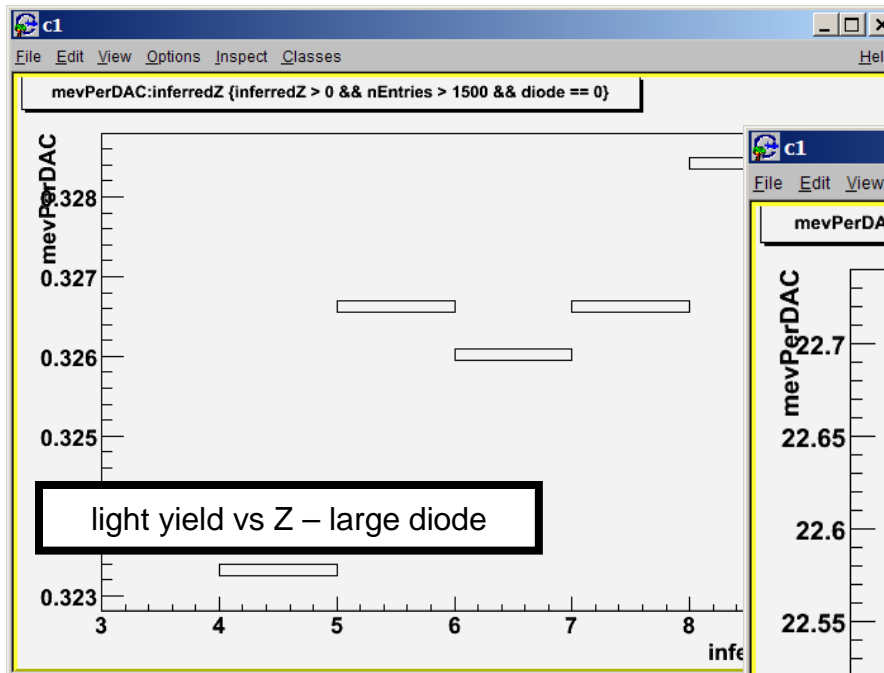 c1
File Edit View Options Inspect Classes Hel
mevPerDAC:inferredZ {inferredZ > 0 && nEntries > 1500 && diode == 0}
mevPerDAC
0.328
0.327
0.326
0.325
0.323
3 4 5 6 7 8
infe
light yield vs Z – large diode
c1
File Edit View
mevPerDA
mevPerDAC
22.7
22.65
22.6
22.55